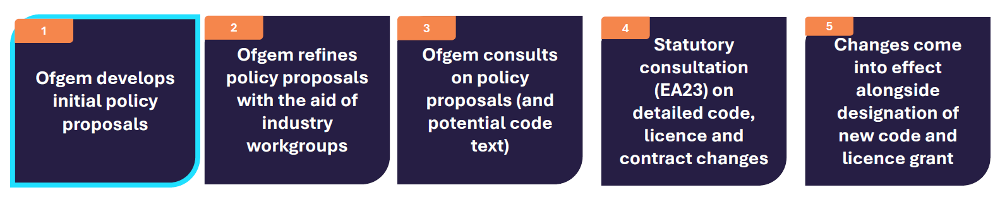 1
Ofgem develops
initial policy
proposals
2
Ofgem refines
policy proposals
with the aid of
industry
workgroups
3
Ofgem consults
on policy
proposals (and
potential code
text)
4
Statutory
consultation
(EA23) on
detailed code,
licence and
contract changes
5
Changes come
into effect
alongside
designation of
new code and
licence grant